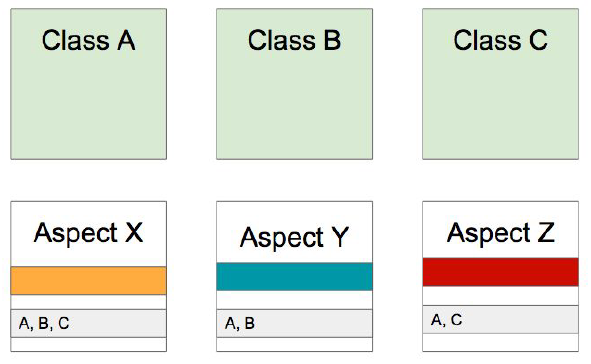 Class A
Class B
Class C
Aspect X
Aspect Y
Aspect Z
A, B, C
A, B
A, C